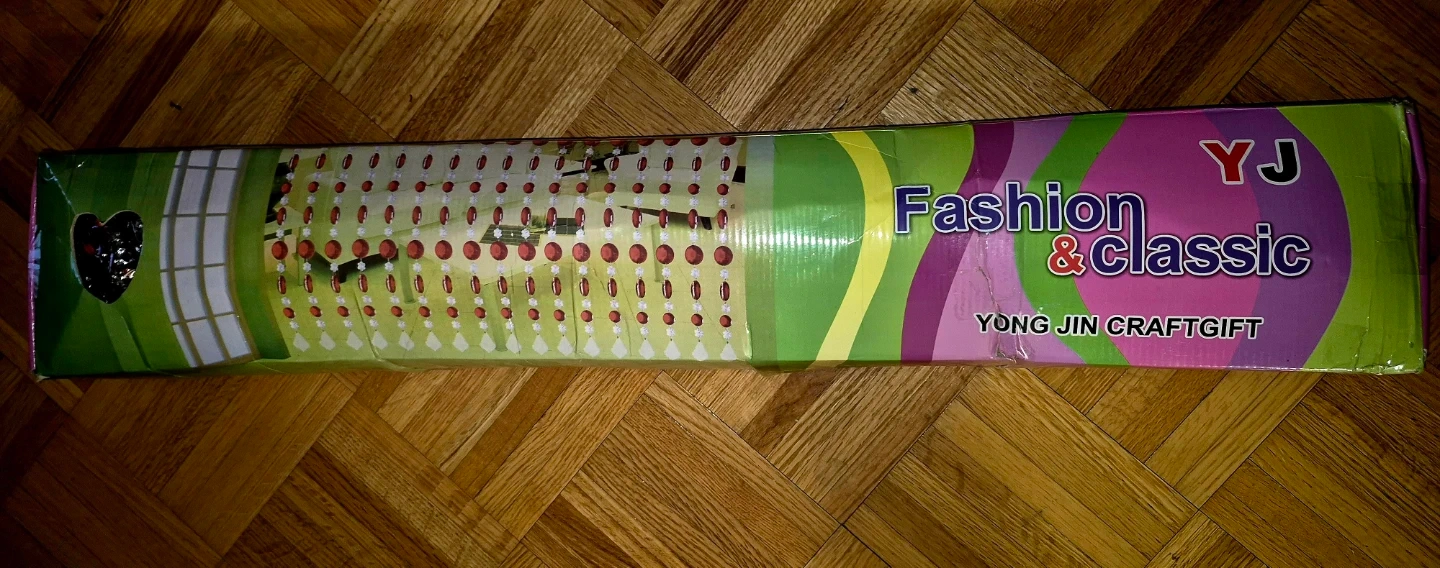 YJ
Fashion
&classic
YONG JIN CRAFTGIFT